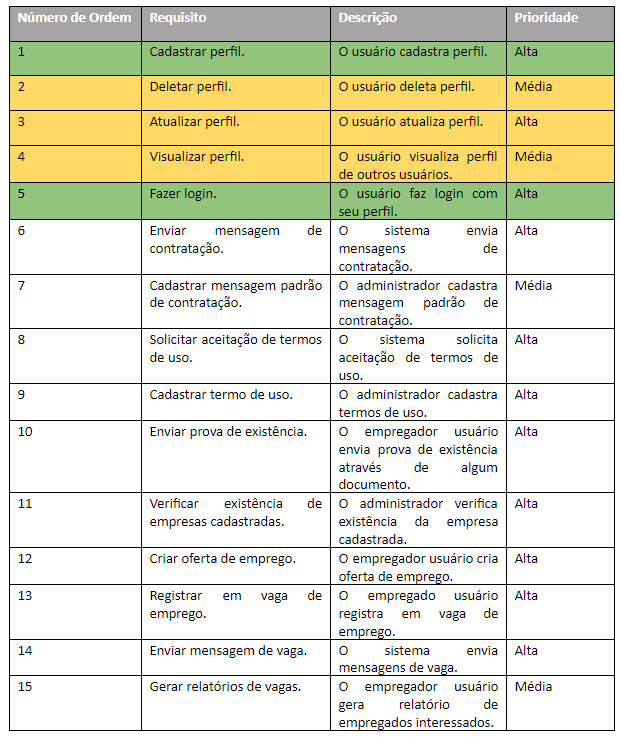 Número de Ordem Requisito Descrição Prioridade
1 Cadastrar perfil. O usuário cadastra perfil. Alta
2 Deletar perfil. O usuário deleta perfil. Média
3 Atualizar perfil. O usuário atualiza perfil. Alta
4 Visualizar perfil. O usuário visualiza perfil Média
de outros usuários.
5 Fazer login. O usuário faz login com Alta
seu perfil.
6 Enviar mensagem de O sistema envia Alta
contratação. mensagens de
contratação.
7 Cadastrar mensagem padrão O administrador cadastra Média
de contratação. mensagem padrão de
contratação.
8 Solicitar aceitação de termos O sistema solicita Alta
de uso. aceitação de termos de
uso.
9 Cadastrar termo de uso. O administrador cadastra Alta
termos de uso.
10 Enviar prova de existência. O empregador usuário Alta
envia prova de existência
através de algum
documento.
11 Verificar existência de O administrador verifica Alta
empresas cadastradas. existência da empresa
cadastrada.
12 Criar oferta de emprego. O empregador usuário cria Alta
oferta de emprego.
13 Registrar em vaga de O empregado usuário Alta
emprego. registra em vaga de
emprego.
14 Enviar mensagem de vaga. O sistema envia Alta
mensagens de vaga.
15 Gerar relatórios de vagas. O empregador usuário Média
gera relatório de
empregados interessados.